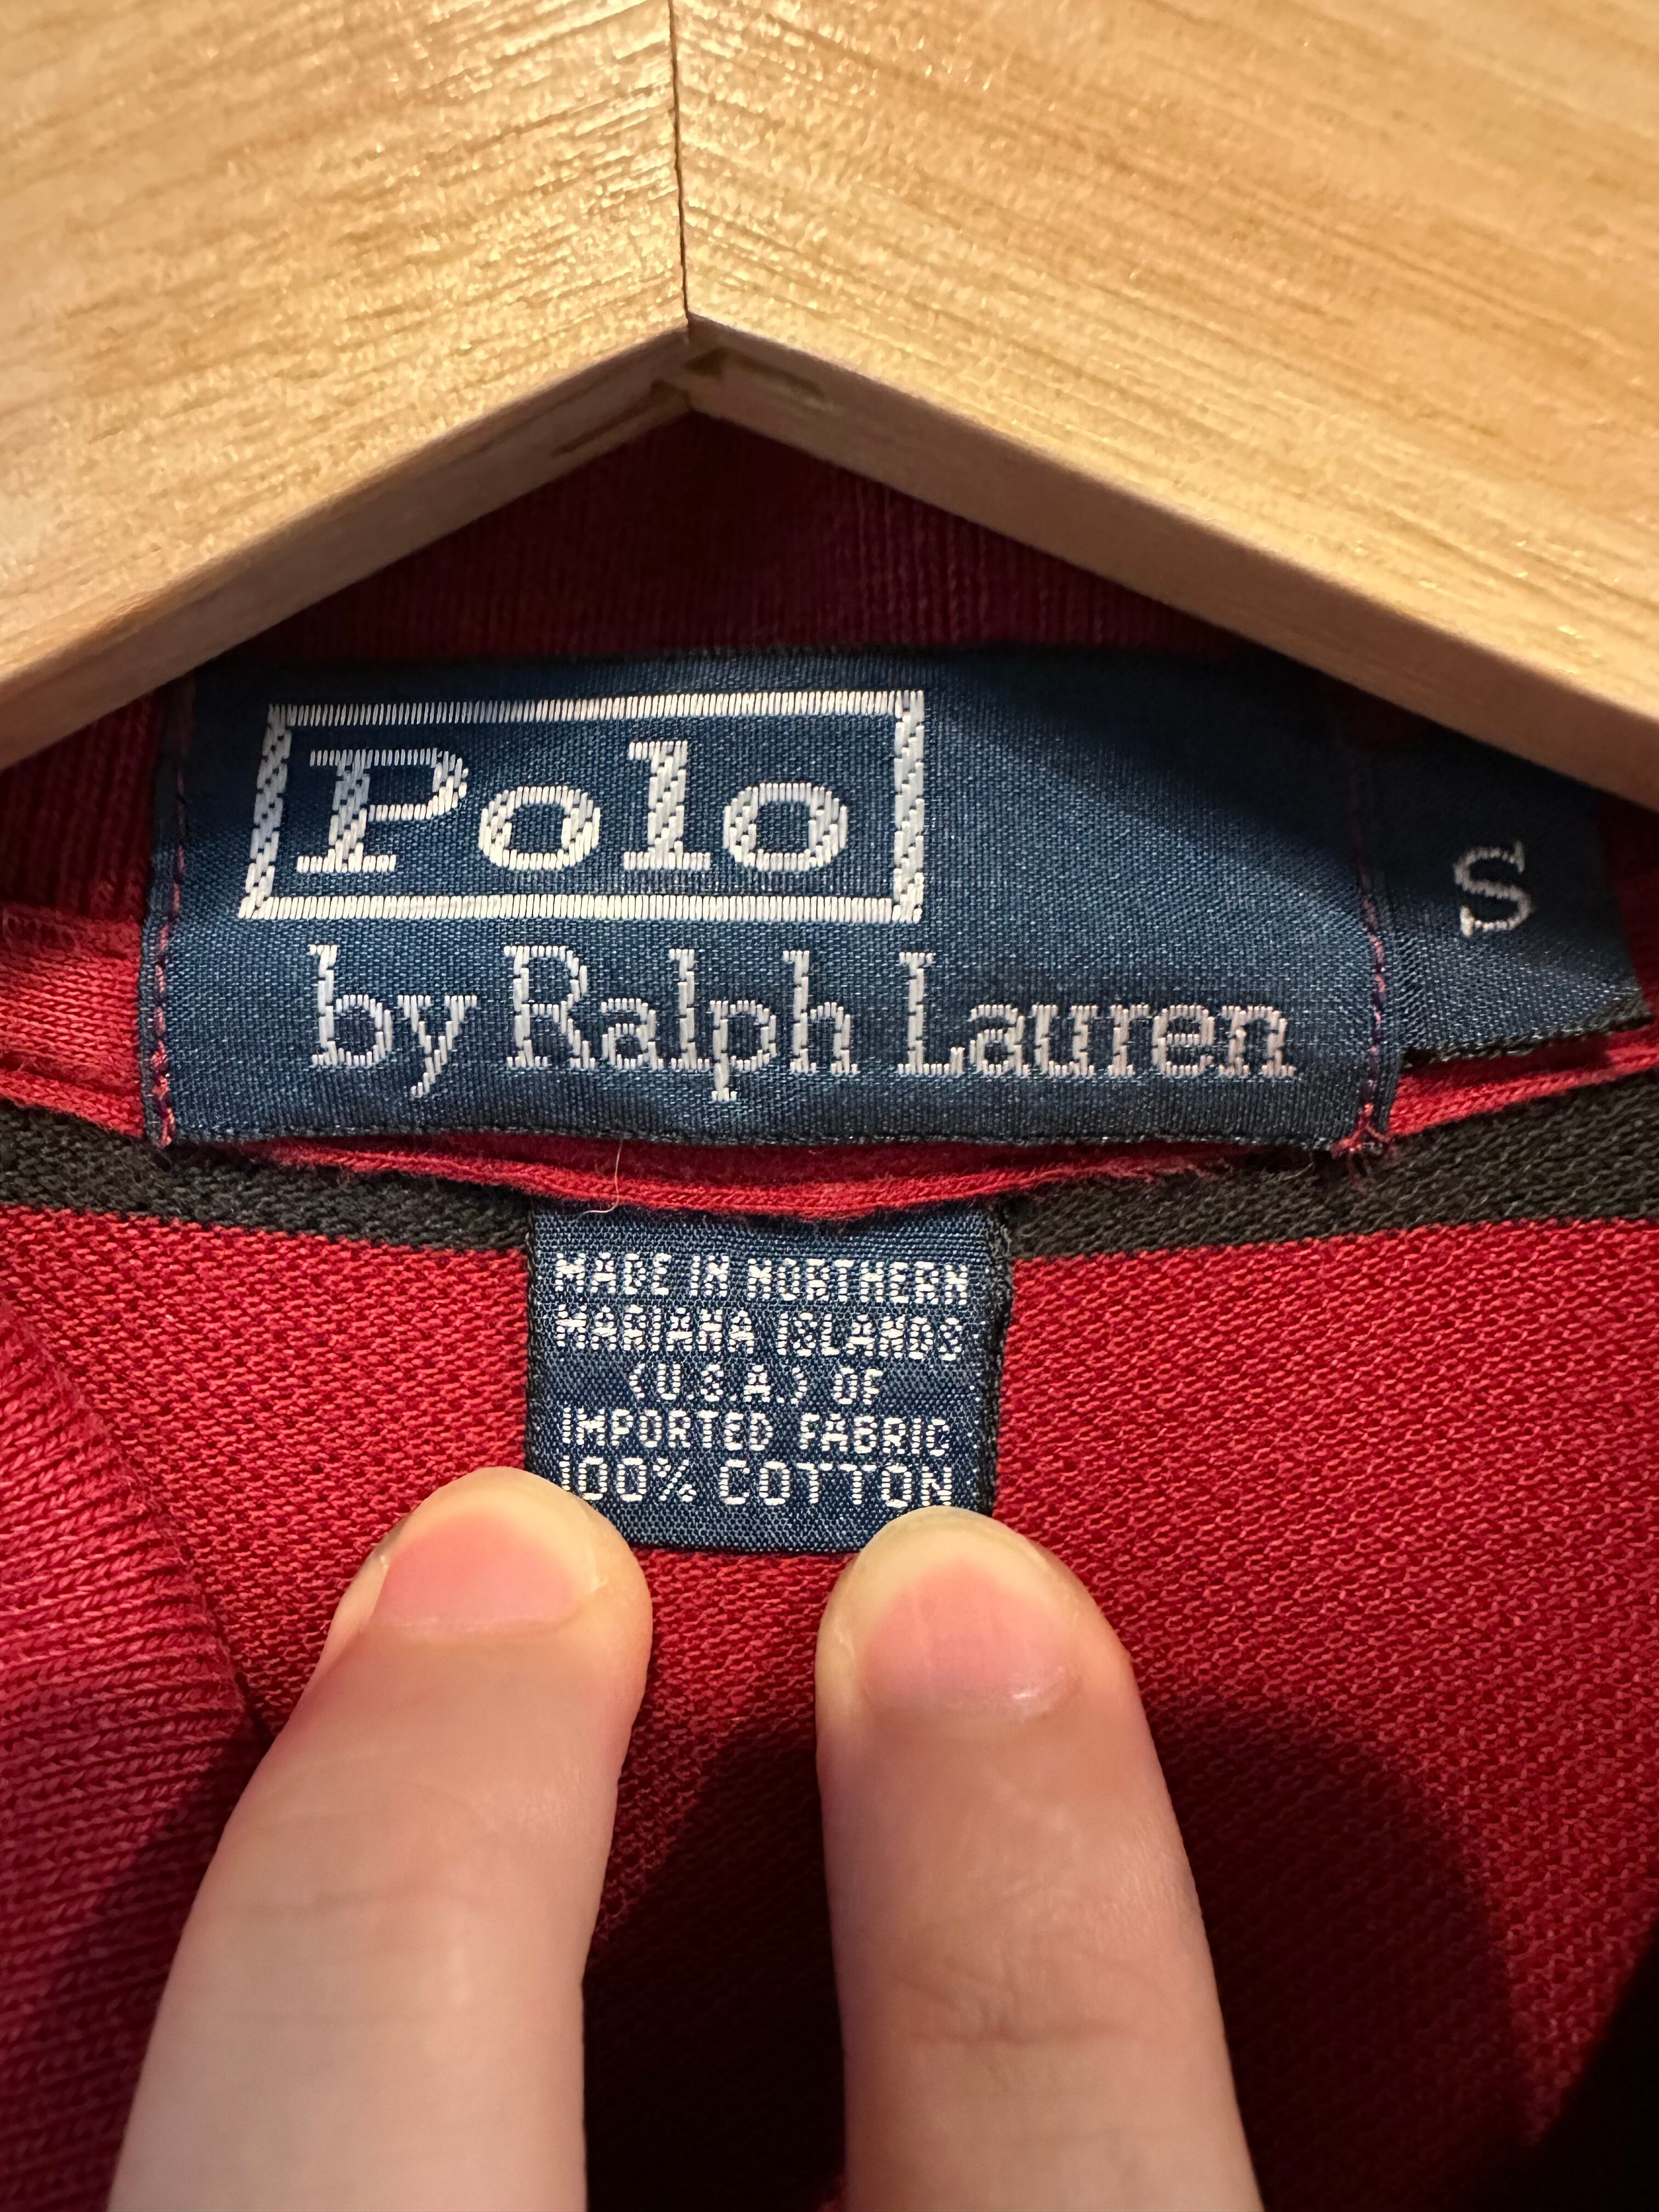 Polo
by Ralph Lauren
S
MADE IN NORTHERN
MARIANA ISLANDS
(U.S.A.) OF
IMPORTED FABRIC
100% COTTON